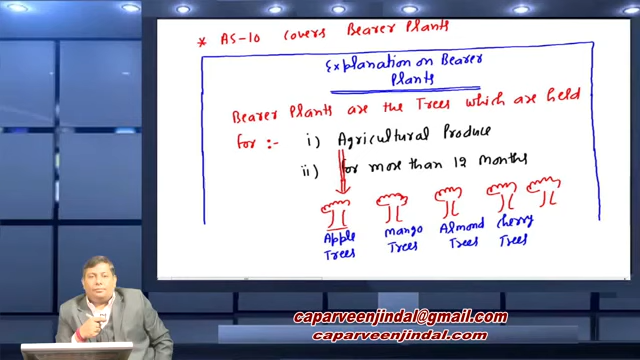 * AS-10 covers Bearer Plants
Explanation on Bearer
Plants
Bearer Plants are the Trees which are held
for :- i) Agricultural Produce
ii) for more than 12 Months
Apple Trees
mango Trees
Almond Trees
cherry Trees
caparveenjindal@gmail.com
caparveenjindal.com